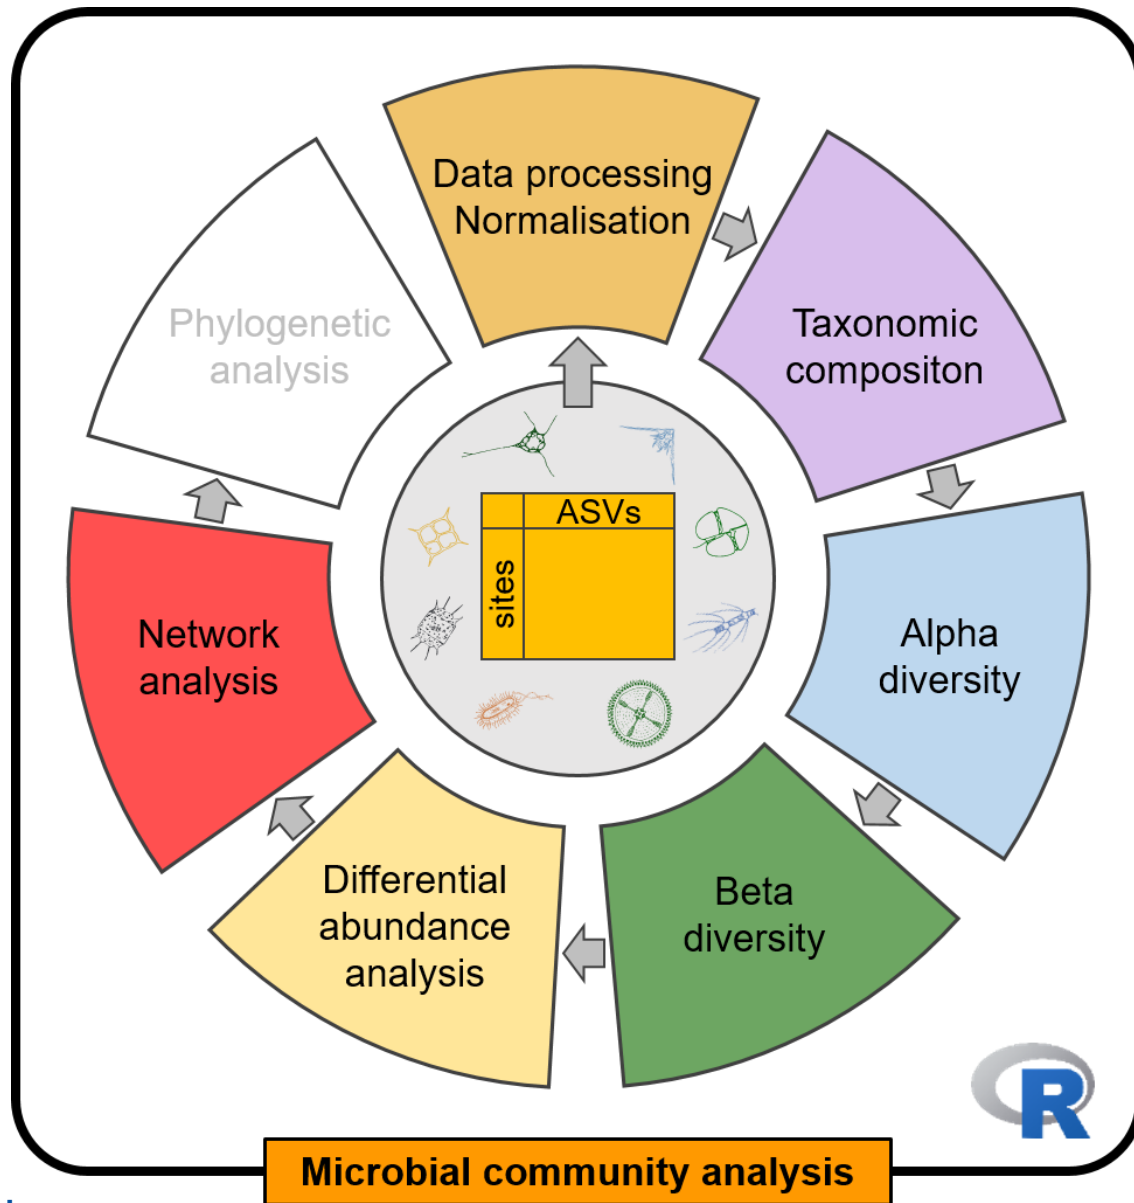 Data processing
Normalisation
Taxonomic
compositon
Alpha
diversity
Beta
diversity
Differential
abundance
analysis
Network
analysis
Phylogenetic
analysis
ASVs
sites
R
Microbial community analysis